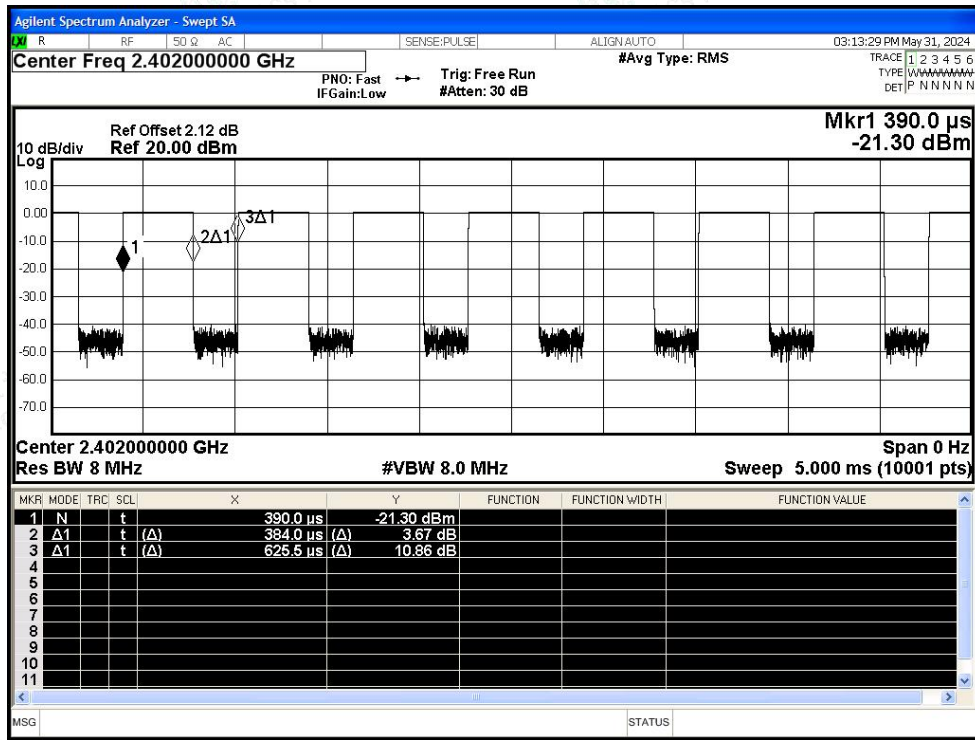 Agilent Spectrum Analyzer - Swept SA
LXI R RF 50 Ω AC SENSE:PULSE ALIGN AUTO 03:13:29 PM May 31, 2024
Center Freq 2.402000000 GHz #Avg Type: RMS TRACE 1 2 3 4 5 6
PNO: Fast Trig: Free Run TYPE
IFGain:Low #Atten: 30 dB DET P N N N N N
Mkr1 390.0 µs
Ref Offset 2.12 dB
10 dB/div Ref 20.00 dBm -21.30 dBm
Log
10.0
0.00
3Δ1
2Δ1
1
-10.0
-20.0
-30.0
-40.0
-50.0
-60.0
-70.0
Center 2.402000000 GHz Span 0 Hz
Res BW 8 MHz #VBW 8.0 MHz Sweep 5.000 ms (10001 pts)
MKR MODE TRC SCL X Y FUNCTION FUNCTION WIDTH FUNCTION VALUE
1 N t 390.0 µs -21.30 dBm
2 Δ1 t (Δ) 384.0 µs (Δ) 3.67 dB
3 Δ1 t (Δ) 625.5 µs (Δ) 10.86 dB
4
5
6
7
8
9
10
11
MSG STATUS